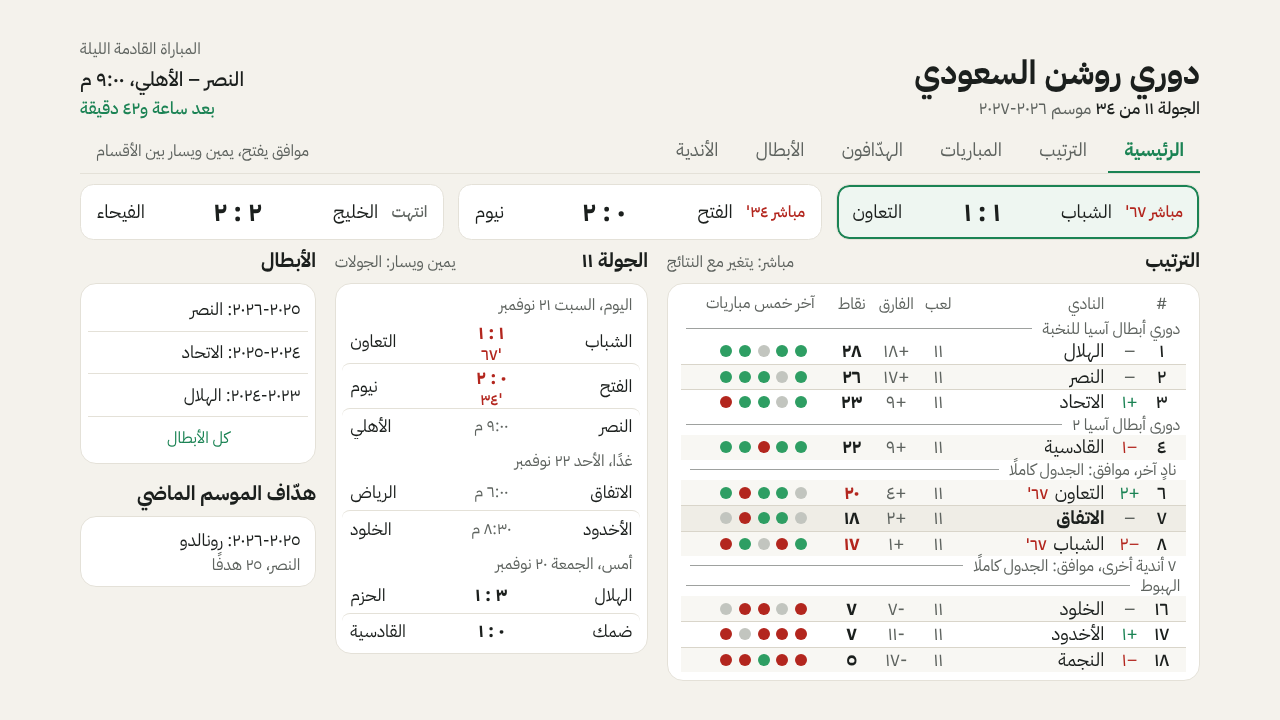 دوري روشن السعودي
الجولة ١١ من ٣٤ موسم ٢٠٢٦-٢٠٢٧
المباراة القادمة الليلة
النصر – الأهلي، ٩:٠٠ م
بعد ساعة و٤٢ دقيقة
الرئيسية
الترتيب
المباريات
الهدّافون
الأبطال
الأندية
موافق يفتح، يمين ويسار بين الأقسام
مباشر ٦٧' الشباب ١ : ١ التعاون
مباشر ٣٤' الفتح ٠ : ٢ نيوم
انتهت الخليج ٢ : ٢ الفيحاء
الترتيب
مباشر: يتغير مع النتائج
# النادي لعب الفارق نقاط آخر خمس مباريات
دوري أبطال آسيا للنخبة
١ – الهلال ١١ +١٨ ٢٨
٢ – النصر ١١ +١٧ ٢٦
٣ +١ الاتحاد ١١ +٩ ٢٣
دوري أبطال آسيا ٢
٤ –١ القادسية ١١ +٩ ٢٢
نادٍ آخر، موافق: الجدول كاملًا
٦ +٢ التعاون ٦٧' ١١ +٤ ٢٠
٧ – الاتفاق ١١ +٢ ١٨
٨ –٢ الشباب ٦٧' ١١ +١ ١٧
٧ أندية أخرى، موافق: الجدول كاملًا
الهبوط
١٦ – الخلود ١١ -٧ ٧
١٧ +١ الأخدود ١١ -١١ ٧
١٨ –١ النجمة ١١ -١٧ ٥
الجولة ١١
يمين ويسار: الجولات
اليوم، السبت ٢١ نوفمبر
الشباب ١ : ١ التعاون
٦٧'
الفتح ٠ : ٢ نيوم
٣٤'
النصر ٩:٠٠ م الأهلي
غدًا، الأحد ٢٢ نوفمبر
الاتفاق ٦:٠٠ م الرياض
الأخدود ٨:٣٠ م الخلود
أمس، الجمعة ٢٠ نوفمبر
الهلال ٣ : ١ الحزم
ضمك ٠ : ١ القادسية
الأبطال
٢٠٢٥-٢٠٢٦: النصر
٢٠٢٤-٢٠٢٥: الاتحاد
٢٠٢٣-٢٠٢٤: الهلال
كل الأبطال
هدّاف الموسم الماضي
٢٠٢٥-٢٠٢٦: رونالدو
النصر، ٢٥ هدفًا